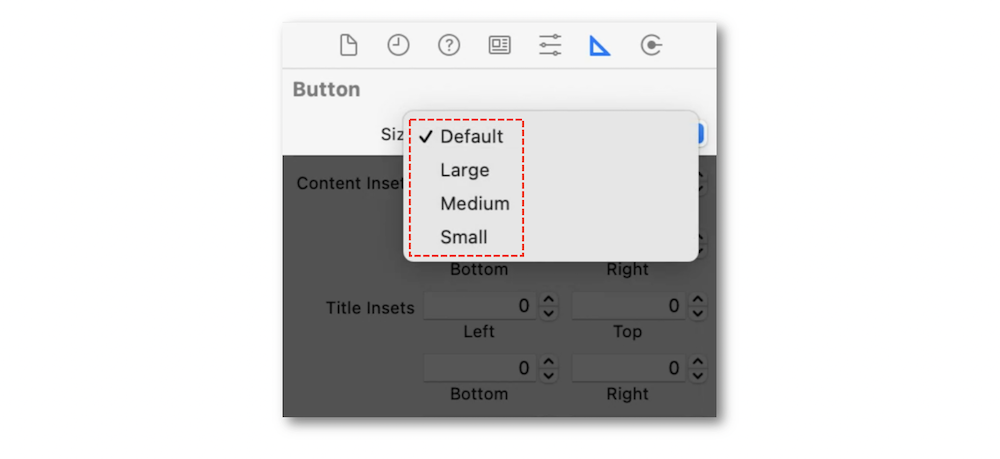 Button
Siz
Default
Large
Medium
Small
Content Inset
Bottom Right
Title Insets 0 0
Left Top
0 0
Bottom Right